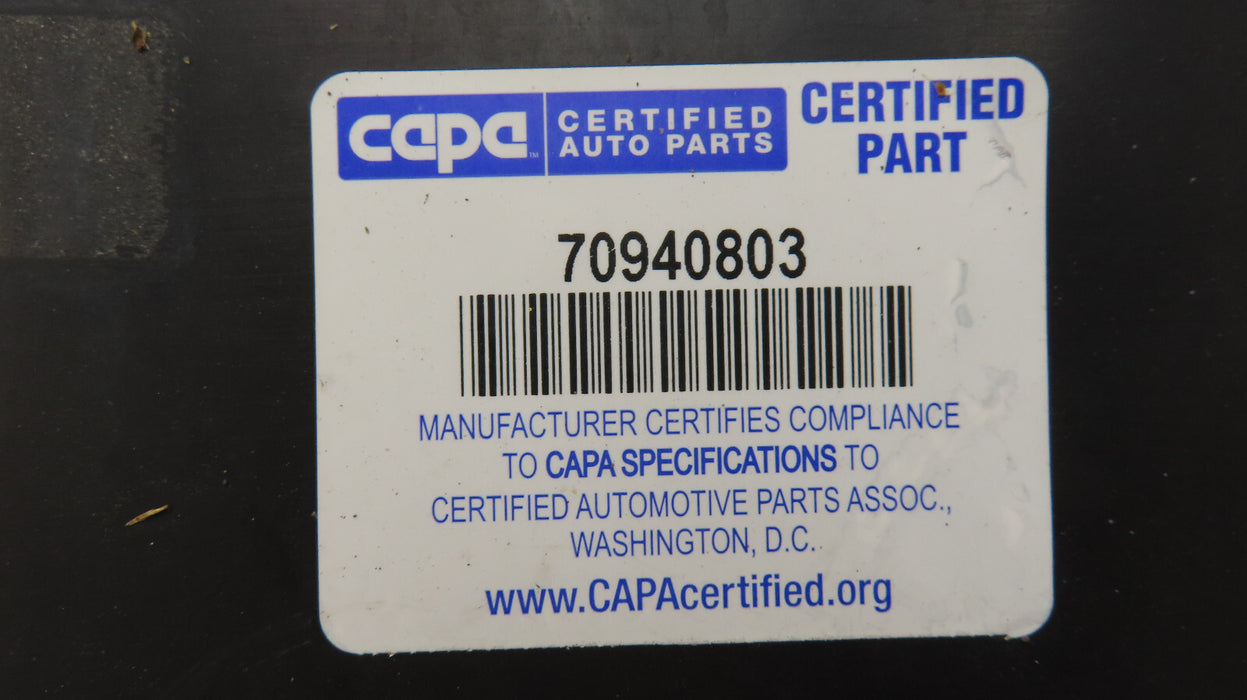 capa™ CERTIFIED AUTO PARTS
CERTIFIED
PART
70940803
MANUFACTURER CERTIFIES COMPLIANCE
TO CAPA SPECIFICATIONS TO
CERTIFIED AUTOMOTIVE PARTS ASSOC.,
WASHINGTON, D.C.
www.CAPAcertified.org